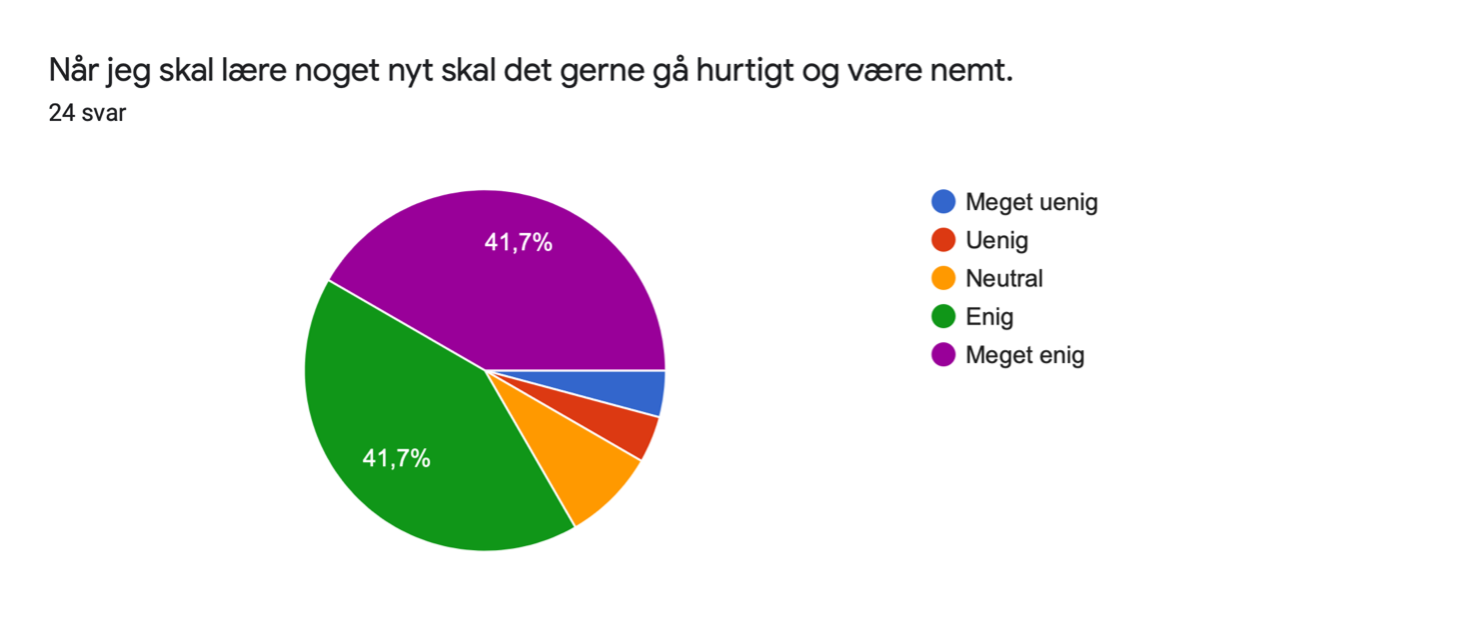 Når jeg skal lære noget nyt skal det gerne gå hurtigt og være nemt.
24 svar
41,7%
41,7%
Meget uenig
Uenig
Neutral
Enig
Meget enig